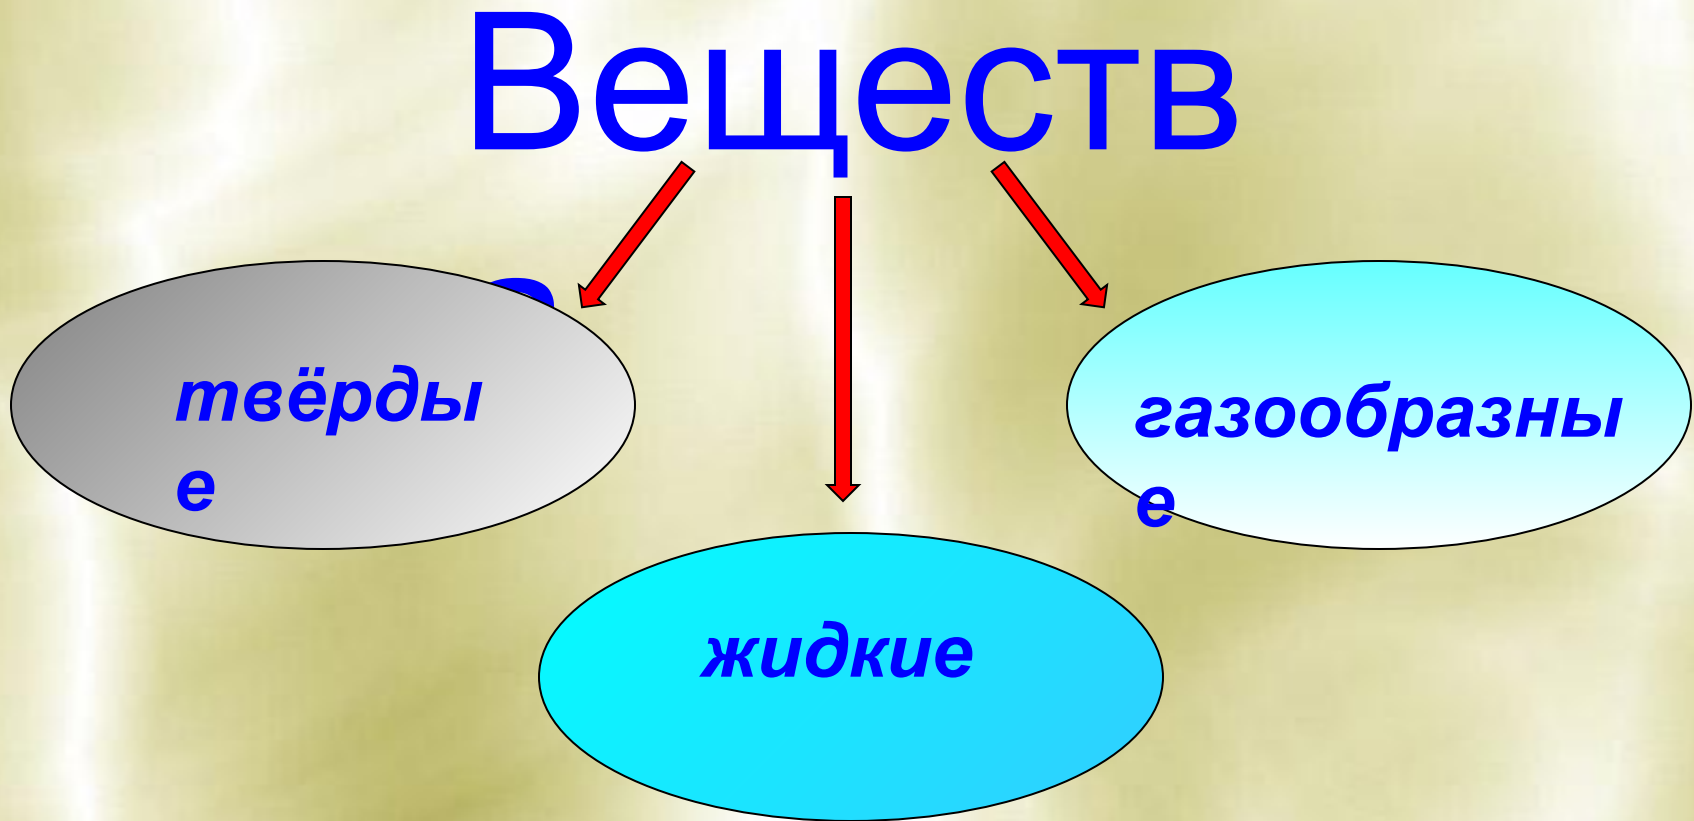 Веществ
твёрды
е
газообразны
е
жидкие